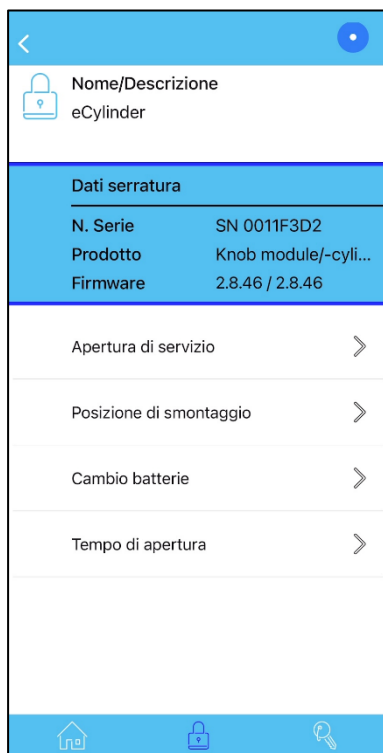 Nome/Descrizione
eCylinder
Dati serratura
N. Serie SN 0011F3D2
Prodotto Knob module/-cyli...
Firmware 2.8.46 / 2.8.46
Apertura di servizio
Posizione di smontaggio
Cambio batterie
Tempo di apertura